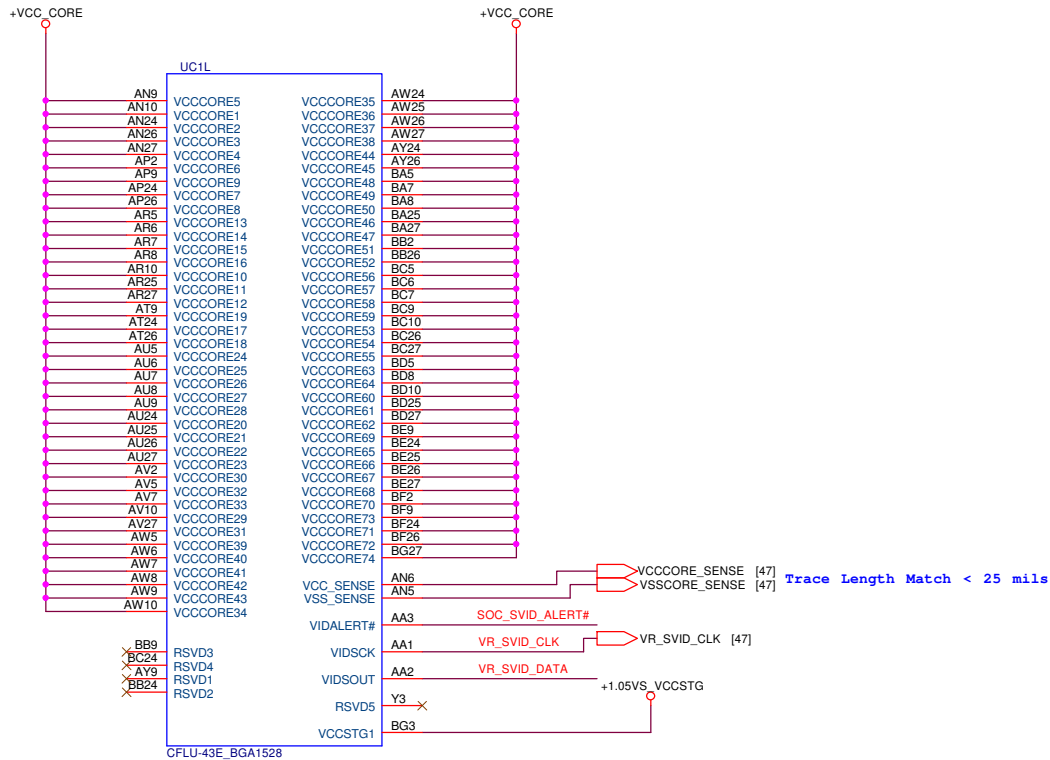 +VCC_CORE +VCC_CORE
UC1L
AN9 VCCCORE5 VCCCORE35 AW24
AN10 VCCCORE1 VCCCORE36 AW25
AN24 VCCCORE2 VCCCORE37 AW26
AN26 VCCCORE3 VCCCORE38 AW27
AN27 VCCCORE4 VCCCORE44 AY24
AP2 VCCCORE6 VCCCORE45 AY26
AP9 VCCCORE9 VCCCORE48 BA5
AP24 VCCCORE7 VCCCORE49 BA7
AP26 VCCCORE8 VCCCORE50 BA8
AR5 VCCCORE13 VCCCORE46 BA25
AR6 VCCCORE14 VCCCORE47 BA27
AR7 VCCCORE15 VCCCORE51 BB2
AR8 VCCCORE16 VCCCORE52 BB26
AR10 VCCCORE10 VCCCORE56 BC5
AR25 VCCCORE11 VCCCORE57 BC6
AR27 VCCCORE12 VCCCORE58 BC7
AT9 VCCCORE19 VCCCORE59 BC9
AT24 VCCCORE17 VCCCORE53 BC10
AT26 VCCCORE18 VCCCORE54 BC26
AU5 VCCCORE24 VCCCORE55 BC27
AU6 VCCCORE25 VCCCORE63 BD5
AU7 VCCCORE26 VCCCORE64 BD8
AU8 VCCCORE27 VCCCORE60 BD10
AU9 VCCCORE28 VCCCORE61 BD25
AU24 VCCCORE20 VCCCORE62 BD27
AU25 VCCCORE21 VCCCORE69 BE9
AU26 VCCCORE22 VCCCORE65 BE24
AU27 VCCCORE23 VCCCORE66 BE25
AV2 VCCCORE30 VCCCORE67 BE26
AV5 VCCCORE32 VCCCORE68 BE27
AV7 VCCCORE33 VCCCORE70 BF2
AV10 VCCCORE29 VCCCORE73 BF9
AV27 VCCCORE31 VCCCORE71 BF24
AW5 VCCCORE39 VCCCORE72 BF26
AW6 VCCCORE40 VCCCORE74 BG27
AW7 VCCCORE41
AW8 VCCCORE42 VCC_SENSE AN6 VCCCORE_SENSE [47]
AW9 VCCCORE43 VSS_SENSE AN5 VSSCORE_SENSE [47]
Trace Length Match < 25 mils
AW10 VCCCORE34
VIDALERT# AA3 SOC_SVID_ALERT#
BB9 RSVD3 VIDSCK AA1 VR_SVID_CLK VR_SVID_CLK [47]
BC24 RSVD4
AY9 RSVD1 VIDSOUT AA2 VR_SVID_DATA
BB24 RSVD2
+1.05VS_VCCSTG
RSVD5 Y3
VCCSTG1 BG3
CFLU-43E_BGA1528